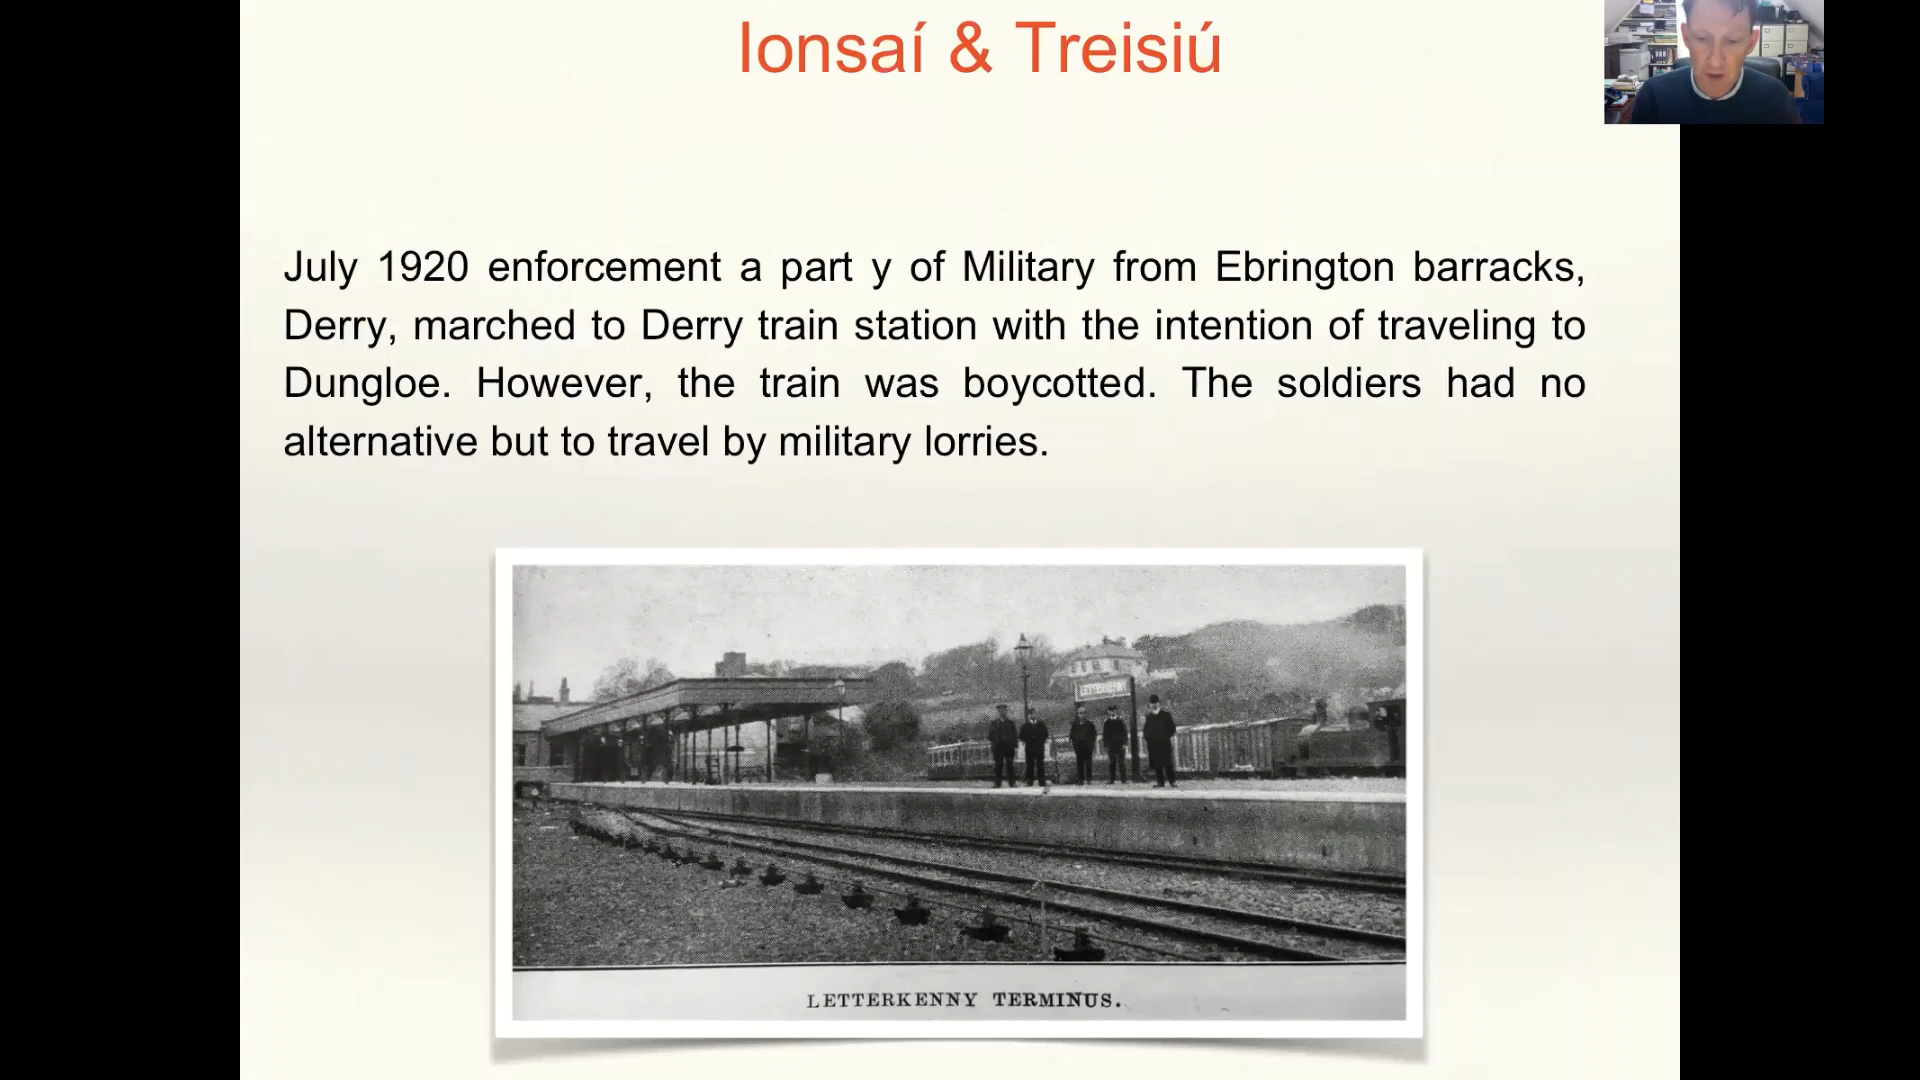 Ionsaí & Treisiú
July 1920 enforcement a part y of Military from Ebrington barracks,
Derry, marched to Derry train station with the intention of traveling to
Dungloe. However, the train was boycotted. The soldiers had no
alternative but to travel by military lorries.
LETTERKENNY
LETTERKENNY TERMINUS.